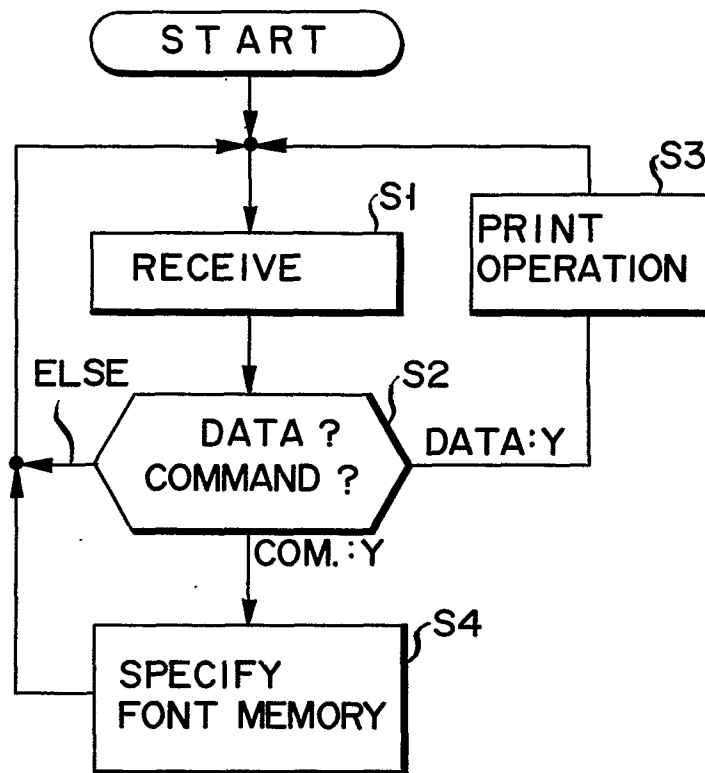 START
S1
RECEIVE
S3
PRINT
OPERATION
ELSE
S2
DATA ?
COMMAND ?
DATA:Y
COM.:Y
S4
SPECIFY
FONT MEMORY